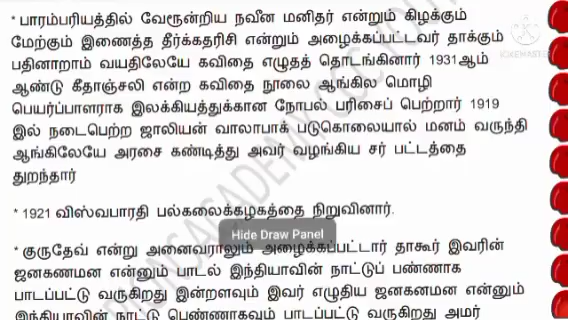 * பாரம்பரியத்தில் வேரூன்றிய நவீன மனிதர் என்றும் கிழக்கும்
மேற்கும் இணைத்த தீர்க்கதரிசி என்றும் அழைக்கப்பட்டவர் தாக்கும்
பதினாறாம் வயதிலேயே கவிதை எழுதத் தொடங்கினார் 1931ஆம்
ஆண்டு கீதாஞ்சலி என்ற கவிதை நூலை ஆங்கில மொழி
பெயர்ப்பாளராக இலக்கியத்துக்கான நோபல் பரிசைப் பெற்றார் 1919
இல் நடைபெற்ற ஜாலியன் வாலாபாக் படுகொலையால் மனம் வருந்தி
ஆங்கிலேயே அரசை கண்டித்து அவர் வழங்கிய சர் பட்டத்தை
துறந்தார்
* 1921 விஸ்வபாரதி பல்கலைக்கழகத்தை நிறுவினார்.
Hide Draw Panel
* குருதேவ் என்று அனைவராலும் அழைக்கப்பட்டார் தாகூர் இவரின்
ஜனகணமன என்னும் பாடல் இந்தியாவின் நாட்டுப் பண்ணாக
பாடப்பட்டு வருகிறது இன்றளவும் இவர் எழுதிய ஜனகனமன என்னும்
இந்தியாவின் நாட்டு பெண்ணாகவும் பாடப்பட்டு வருகிறது அமர்